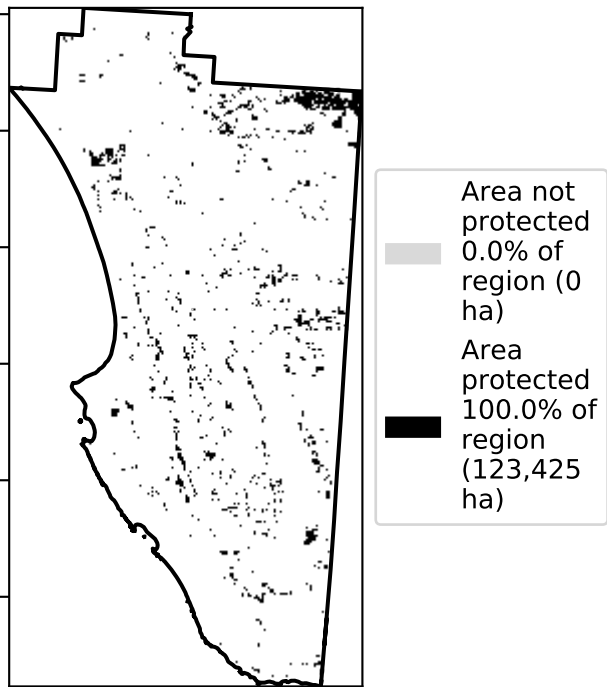 Area not
protected
0.0% of
region (0
ha)
Area
protected
100.0% of
region
(123,425
ha)